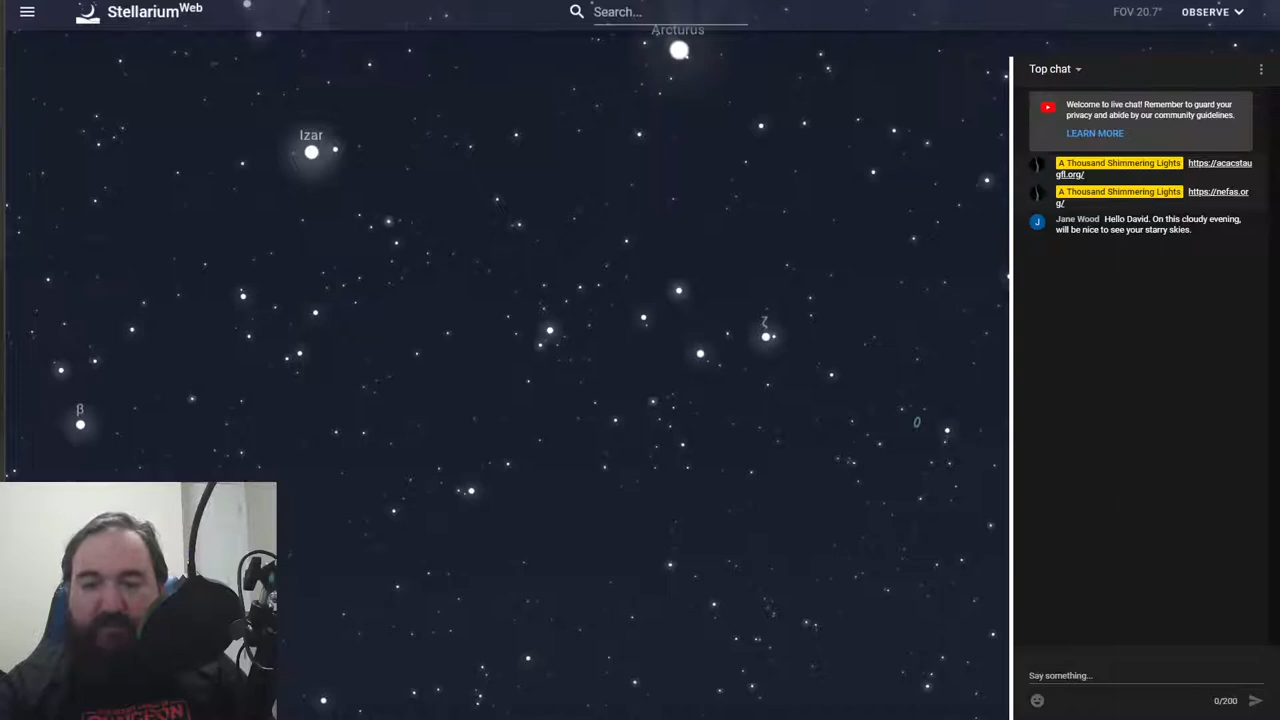 StellariumWeb
Search...
FOV 20.7°
OBSERVE
Arcturus
Izar
ζ
β
0
Top chat
Welcome to live chat! Remember to guard your
privacy and abide by our community guidelines.
LEARN MORE
A Thousand Shimmering Lights https://acacstau
gfl.org/
A Thousand Shimmering Lights https://nefas.or
g/
J
Jane Wood Hello David. On this cloudy evening,
will be nice to see your starry skies.
Say something...
0/200
DUNGEON